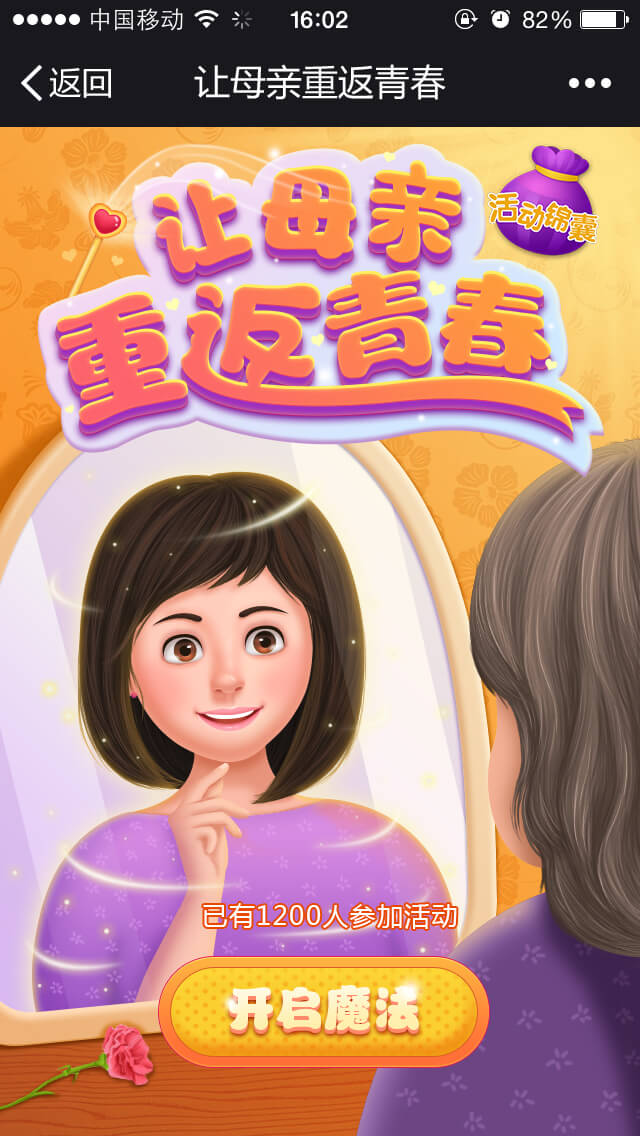 中国移动 16:02 82%
返回 让母亲重返青春
让母亲
活动锦囊
重返青春
已有1200人参加活动
开启魔法